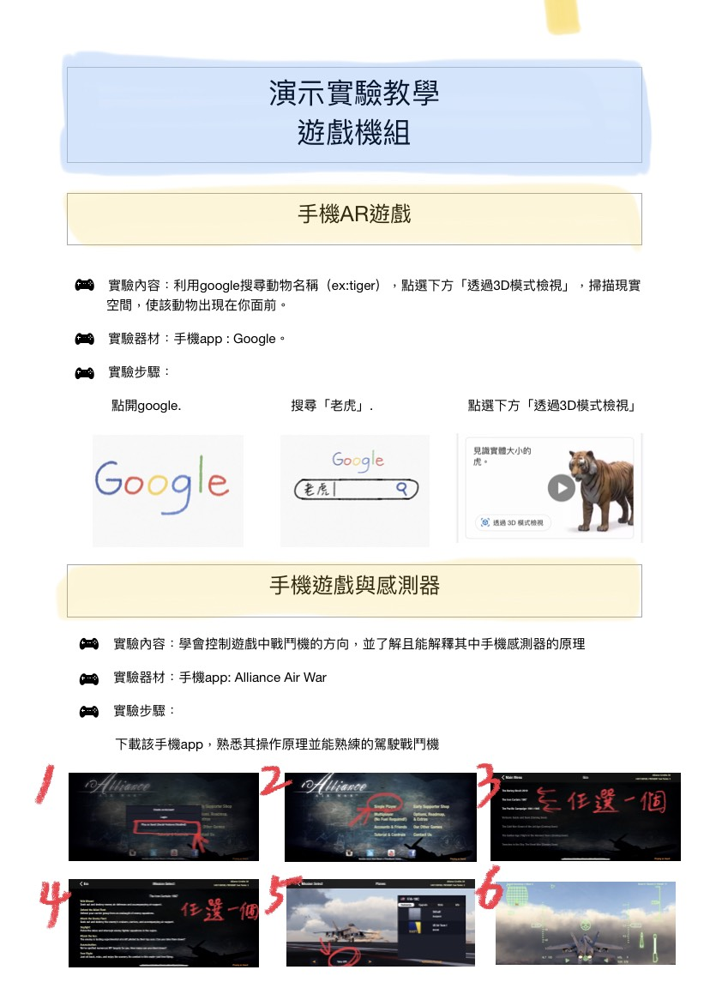 演示實驗教學
遊戲機組
手機AR遊戲
實驗內容：利用google搜尋動物名稱（ex:tiger），點選下方「透過3D模式檢視」，掃描現實
空間，使該動物出現在你面前。
實驗器材：手機app : Google。
實驗步驟：
點開google.
搜尋「老虎」.
點選下方「透過3D模式檢視」
Google
Google
老虎
見識實體大小的
虎。
透過 3D 模式檢視
手機遊戲與感測器
實驗內容：學會控制遊戲中戰鬥機的方向，並了解且能解釋其中手機感測器的原理
實驗器材：手機app: Alliance Air War
實驗步驟：
下載該手機app，熟悉其操作原理並能熟練的駕駛戰鬥機
1
Alliance
AIR WAR
2
Alliance
AIR WAR
Single Player
Multiplayer
(No Fuel Required!)
Accounts & Friends
Tutorial & Controls
Early Supporter Shop
Options, Roadmap,
& Extras
Our Other Games
Contact Us
3
Main Menu
任選一個
4
Mission Select
任選一個
5
Mission Select
Planes
6